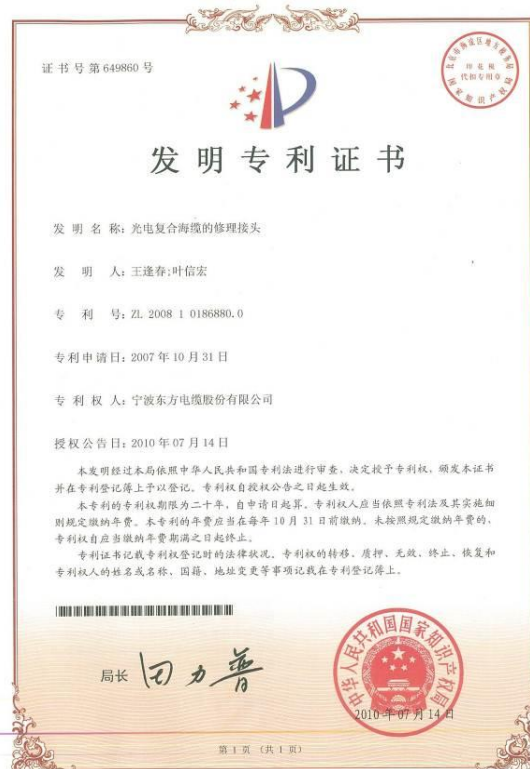 证书号第649860号
印花税
代扣专用章
国家知识产权局
发明专利证书
发明名称：光电复合海缆的修理接头
发明人：王逢春;叶信宏
专利号：ZL 2008 1 0186880.0
专利申请日：2007年10月31日
专利权人：宁波东方电缆股份有限公司
授权公告日：2010年07月14日
本发明经过本局依照中华人民共和国专利法进行审查，决定授予专利权，颁发本证书
并在专利登记簿上予以登记。专利权自授权公告之日起生效。
本专利的专利权期限为二十年，自申请日起算。专利权人应当依照专利法及其实施细
则规定缴纳年费。本专利的年费应当在每年10月31日前缴纳。未按照规定缴纳年费的，
专利权自应当缴纳年费期满之日起终止。
专利证书记载专利权登记时的法律状况。专利权的转移、质押、无效、终止、恢复和
专利权人的姓名或名称、国籍、地址变更等事项记载在专利登记簿上。
局长 田力普
中华人民共和国国家知识产权局
2010年07月14日
第1页（共1页）